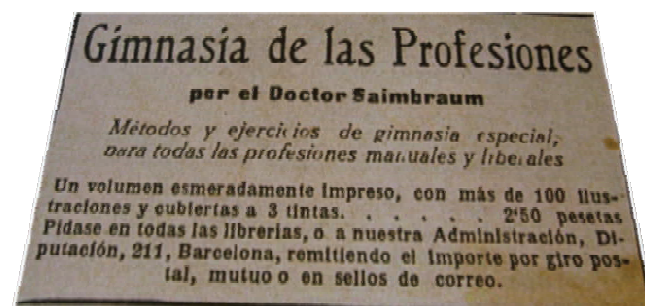 Gimnasia de las Profesiones
por el Doctor Saimbraum
Métodos y ejercicios de gimnasia especial,
para todas las profesiones manuales y liberales
Un volumen esmeradamente impreso, con más de 100 ilus-
traciones y cubiertas a 3 tintas. . . . . . 2'50 pesetas
Pidase en todas las librerias, o a nuestra Administración, Di-
putación, 211, Barcelona, remitiendo el importe por giro pos-
tal, mutuo o en sellos de correo.